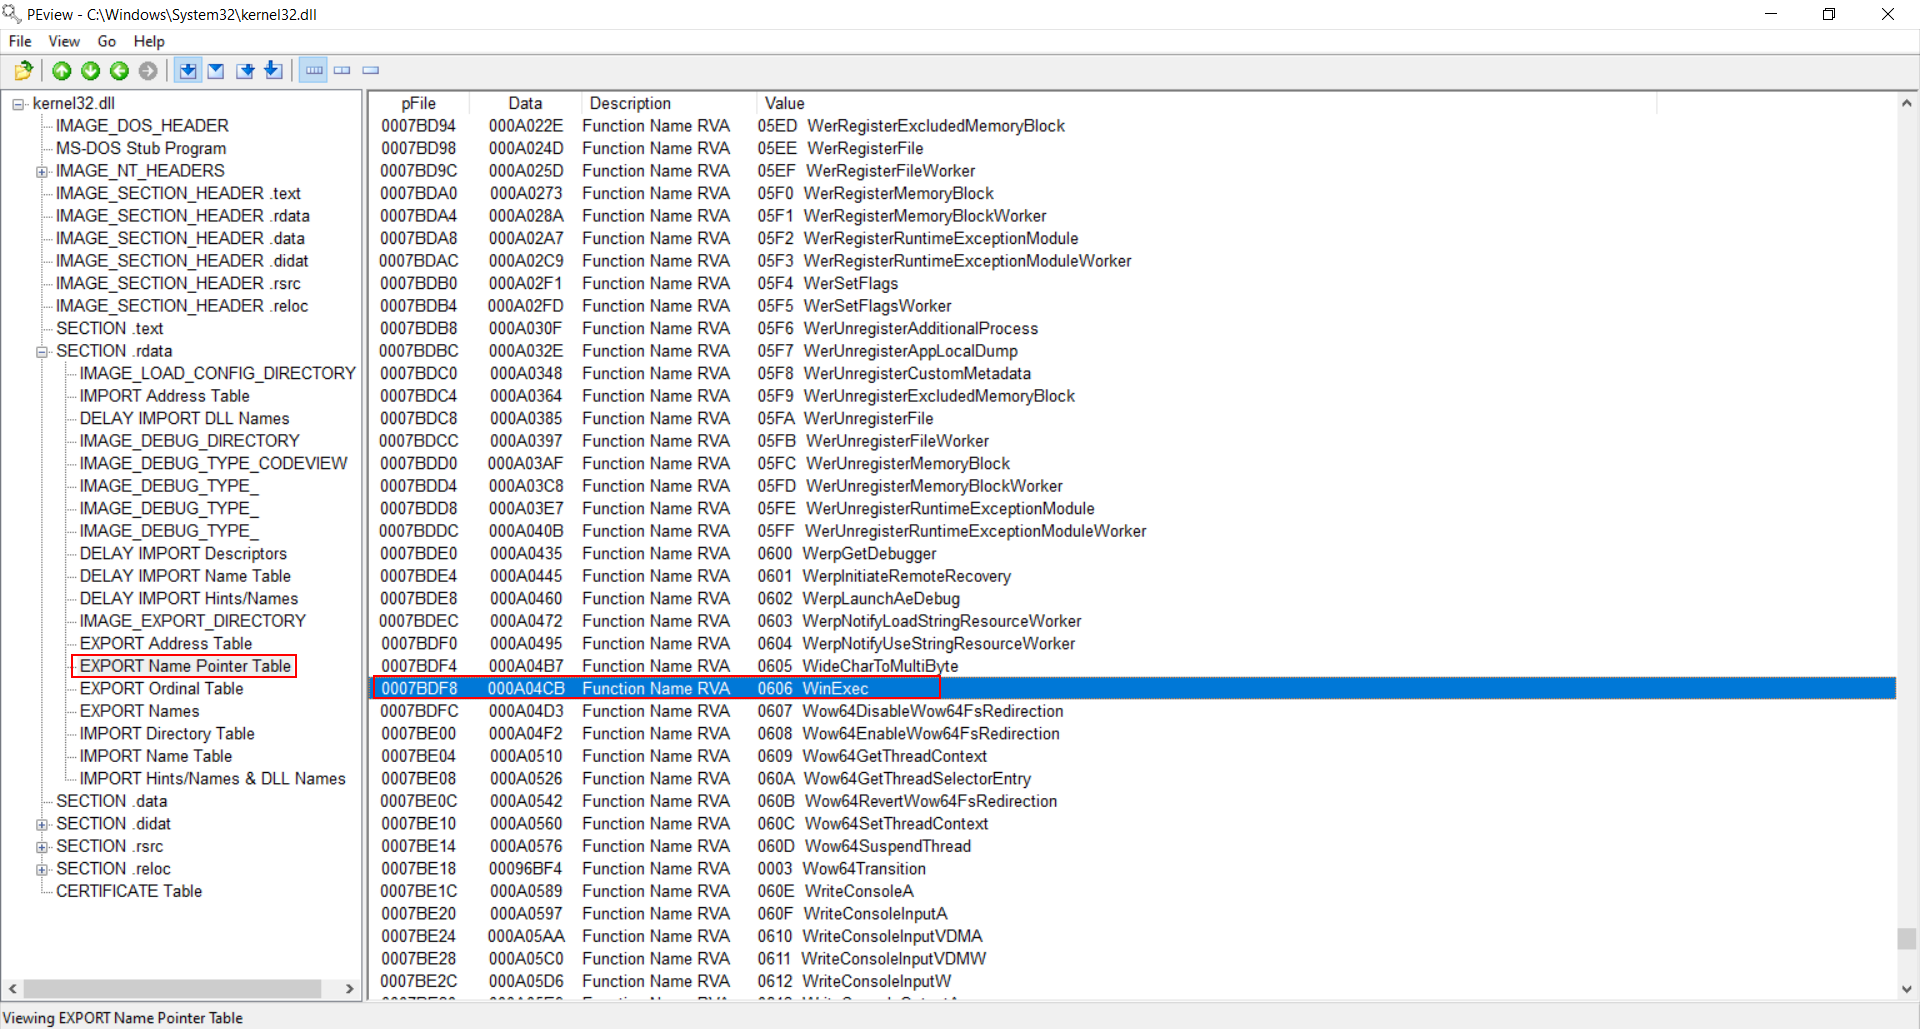 PEview - C:\Windows\System32\kernel32.dll
File View Go Help
kernel32.dll
IMAGE_DOS_HEADER
MS-DOS Stub Program
IMAGE_NT_HEADERS
IMAGE_SECTION_HEADER .text
IMAGE_SECTION_HEADER .rdata
IMAGE_SECTION_HEADER .data
IMAGE_SECTION_HEADER .didat
IMAGE_SECTION_HEADER .rsrc
IMAGE_SECTION_HEADER .reloc
SECTION .text
SECTION .rdata
IMAGE_LOAD_CONFIG_DIRECTORY
IMPORT Address Table
DELAY IMPORT DLL Names
IMAGE_DEBUG_DIRECTORY
IMAGE_DEBUG_TYPE_CODEVIEW
IMAGE_DEBUG_TYPE_
IMAGE_DEBUG_TYPE_
IMAGE_DEBUG_TYPE_
DELAY IMPORT Descriptors
DELAY IMPORT Name Table
DELAY IMPORT Hints/Names
IMAGE_EXPORT_DIRECTORY
EXPORT Address Table
EXPORT Name Pointer Table
EXPORT Ordinal Table
EXPORT Names
IMPORT Directory Table
IMPORT Name Table
IMPORT Hints/Names & DLL Names
SECTION .data
SECTION .didat
SECTION .rsrc
SECTION .reloc
CERTIFICATE Table
pFile Data Description Value
0007BD94 000A022E Function Name RVA 05ED WerRegisterExcludedMemoryBlock
0007BD98 000A024D Function Name RVA 05EE WerRegisterFile
0007BD9C 000A025D Function Name RVA 05EF WerRegisterFileWorker
0007BDA0 000A0273 Function Name RVA 05F0 WerRegisterMemoryBlock
0007BDA4 000A028A Function Name RVA 05F1 WerRegisterMemoryBlockWorker
0007BDA8 000A02A7 Function Name RVA 05F2 WerRegisterRuntimeExceptionModule
0007BDAC 000A02C9 Function Name RVA 05F3 WerRegisterRuntimeExceptionModuleWorker
0007BDB0 000A02F1 Function Name RVA 05F4 WerSetFlags
0007BDB4 000A02FD Function Name RVA 05F5 WerSetFlagsWorker
0007BDB8 000A030F Function Name RVA 05F6 WerUnregisterAdditionalProcess
0007BDBC 000A032E Function Name RVA 05F7 WerUnregisterAppLocalDump
0007BDC0 000A0348 Function Name RVA 05F8 WerUnregisterCustomMetadata
0007BDC4 000A0364 Function Name RVA 05F9 WerUnregisterExcludedMemoryBlock
0007BDC8 000A0385 Function Name RVA 05FA WerUnregisterFile
0007BDCC 000A0397 Function Name RVA 05FB WerUnregisterFileWorker
0007BDD0 000A03AF Function Name RVA 05FC WerUnregisterMemoryBlock
0007BDD4 000A03C8 Function Name RVA 05FD WerUnregisterMemoryBlockWorker
0007BDD8 000A03E7 Function Name RVA 05FE WerUnregisterRuntimeExceptionModule
0007BDDC 000A040B Function Name RVA 05FF WerUnregisterRuntimeExceptionModuleWorker
0007BDE0 000A0435 Function Name RVA 0600 WerpGetDebugger
0007BDE4 000A0445 Function Name RVA 0601 WerpInitiateRemoteRecovery
0007BDE8 000A0460 Function Name RVA 0602 WerpLaunchAeDebug
0007BDEC 000A0472 Function Name RVA 0603 WerpNotifyLoadStringResourceWorker
0007BDF0 000A0495 Function Name RVA 0604 WerpNotifyUseStringResourceWorker
0007BDF4 000A04B7 Function Name RVA 0605 WideCharToMultiByte
0007BDF8 000A04CB Function Name RVA 0606 WinExec
0007BDFC 000A04D3 Function Name RVA 0607 Wow64DisableWow64FsRedirection
0007BE00 000A04F2 Function Name RVA 0608 Wow64EnableWow64FsRedirection
0007BE04 000A0510 Function Name RVA 0609 Wow64GetThreadContext
0007BE08 000A0526 Function Name RVA 060A Wow64GetThreadSelectorEntry
0007BE0C 000A0542 Function Name RVA 060B Wow64RevertWow64FsRedirection
0007BE10 000A0560 Function Name RVA 060C Wow64SetThreadContext
0007BE14 000A0576 Function Name RVA 060D Wow64SuspendThread
0007BE18 00096BF4 Function Name RVA 0003 Wow64Transition
0007BE1C 000A0589 Function Name RVA 060E WriteConsoleA
0007BE20 000A0597 Function Name RVA 060F WriteConsoleInputA
0007BE24 000A05AA Function Name RVA 0610 WriteConsoleInputVDMA
0007BE28 000A05C0 Function Name RVA 0611 WriteConsoleInputVDMW
0007BE2C 000A05D6 Function Name RVA 0612 WriteConsoleInputW
Viewing EXPORT Name Pointer Table